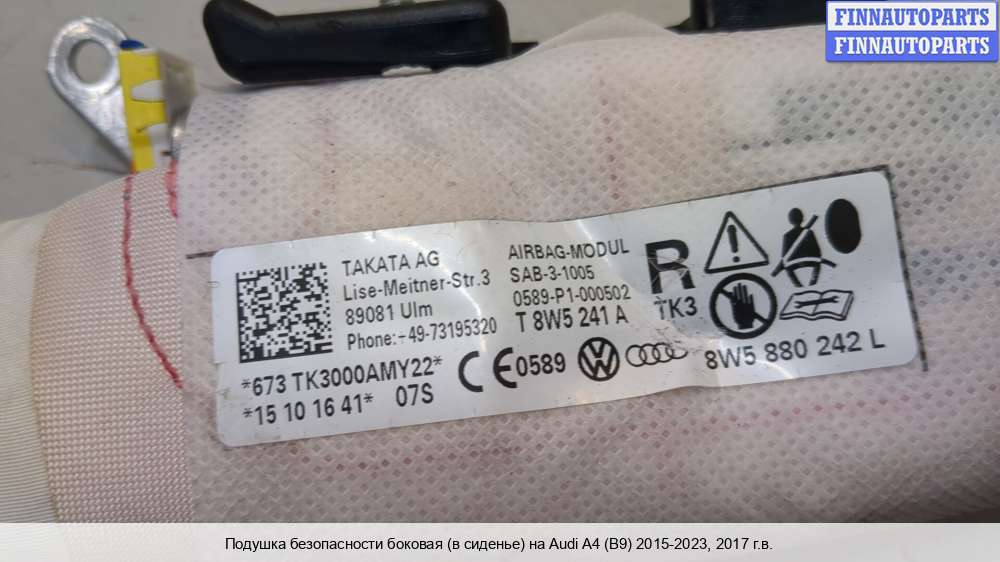 FINNAUTOPARTS
FINNAUTOPARTS
TAKATA AG
Lise-Meitner-Str.3
89081 Ulm
Phone:+49-73195320
AIRBAG-MODUL
SAB-3-1005
0589-P1-000502
T 8W5 241 A
R
TK3
*673 TK3000AMY22*
*15 10 16 41* 07S
CE0589
8W5 880 242 L
Подушка безопасности боковая (в сиденье) на Audi A4 (B9) 2015-2023, 2017 г.в.